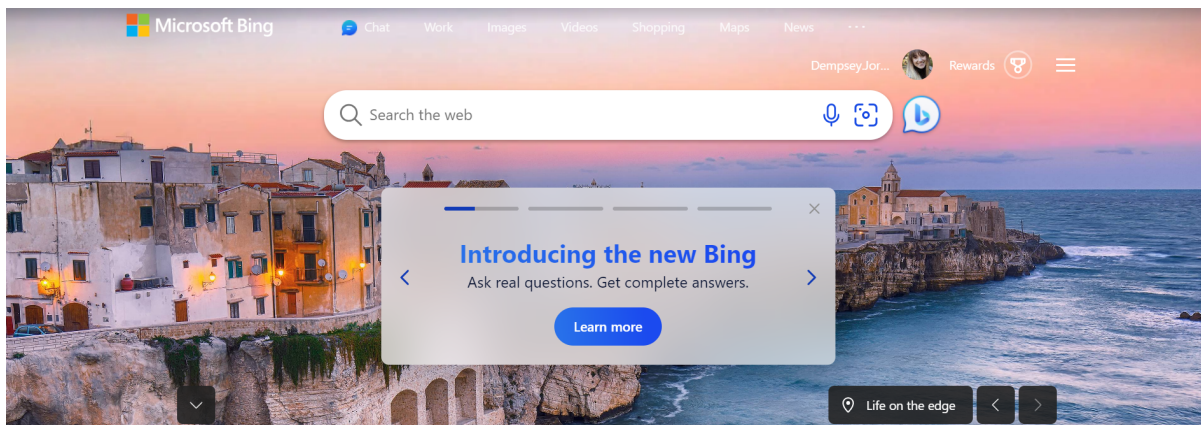 Microsoft Bing
Chat Work Images Videos Shopping Maps News ...
Dempsey.Jor... Rewards
Search the web
Introducing the new Bing
Ask real questions. Get complete answers.
Learn more
Life on the edge